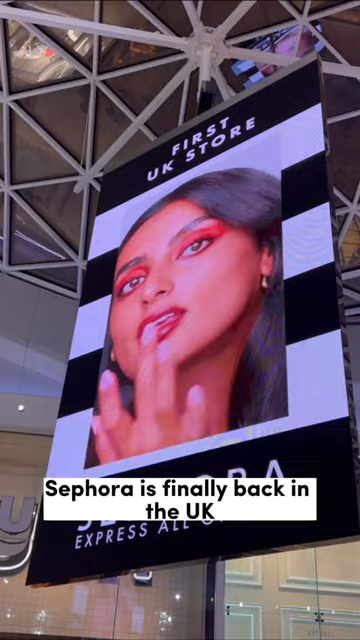 FIRST
UK STORE
Sephora is finally back in
the UK
EXPRESS ALL